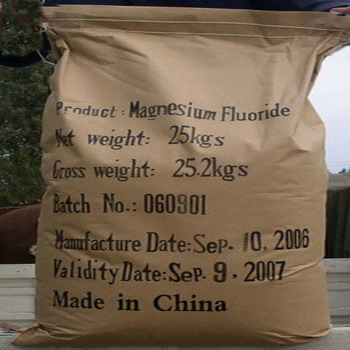 Product: Magnesium Fluoride
Net weight: 25kgs
Gross weight: 25.2kgs
Batch No.: 060901
Manufacture Date: Sep. 10, 2006
Validity Date: Sep. 9, 2007
Made in China